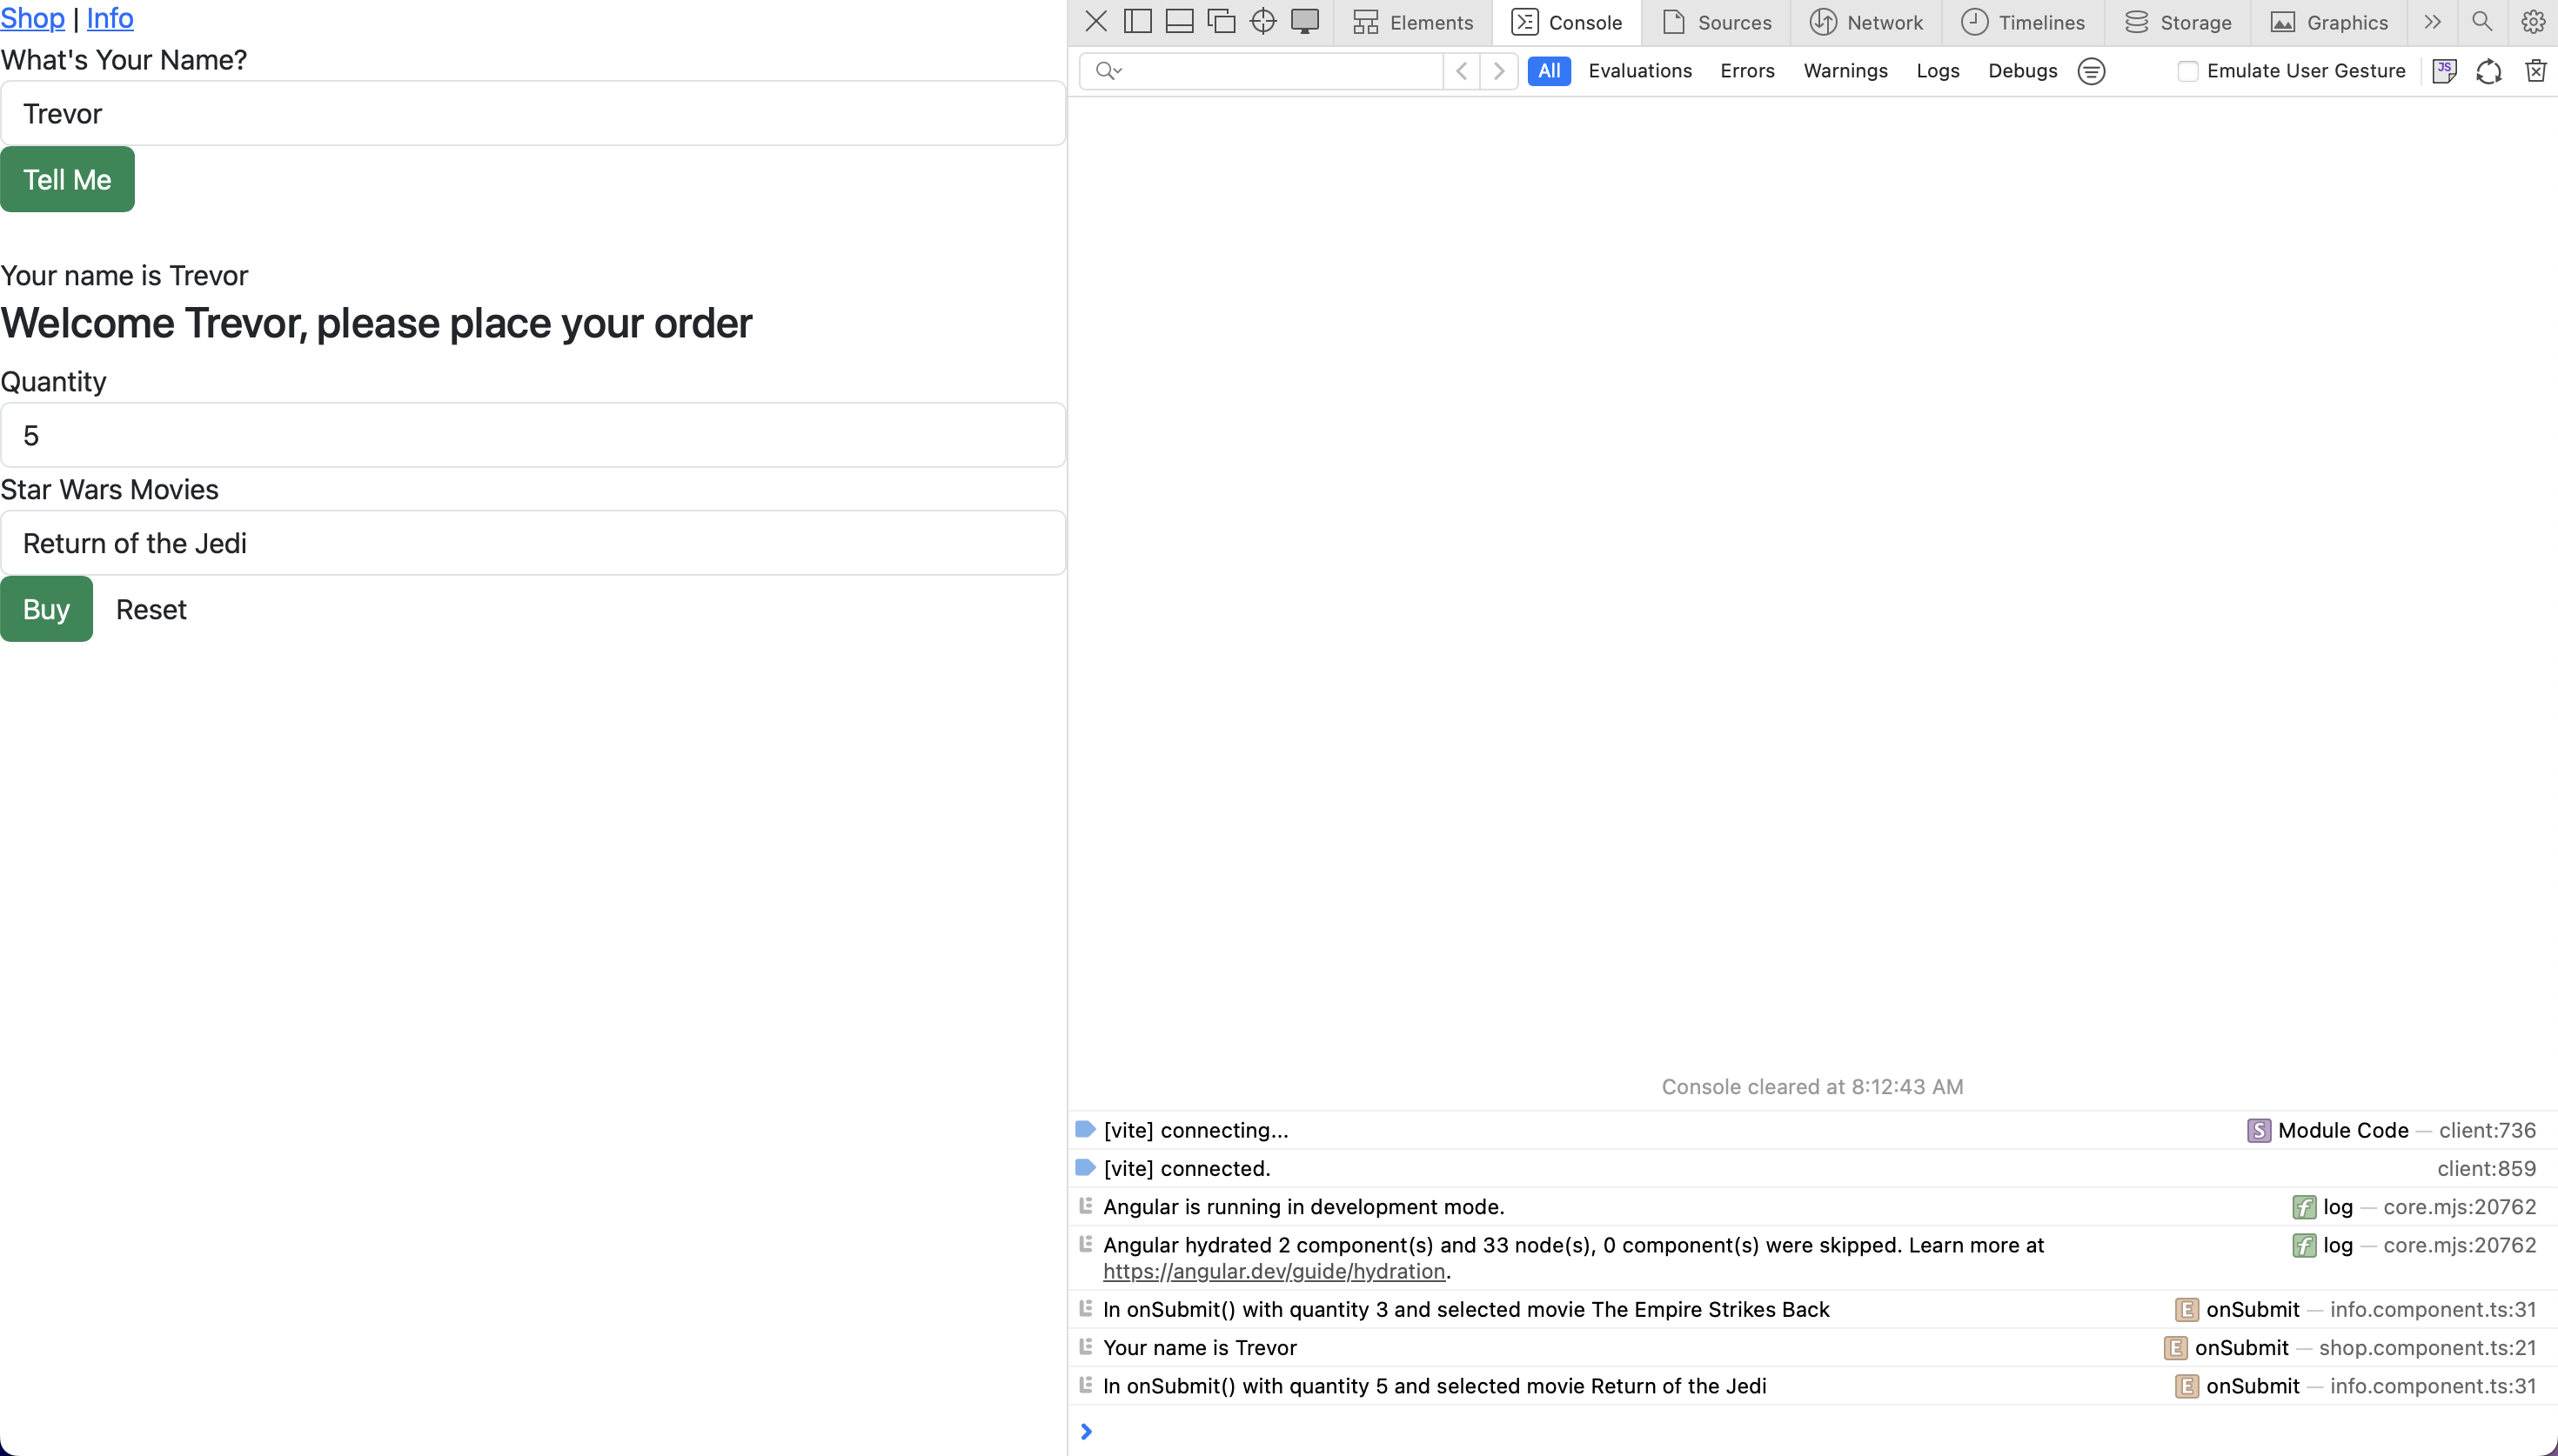 Shop | Info
What's Your Name?
Trevor
Tell Me
Your name is Trevor
Welcome Trevor, please place your order
Quantity
5
Star Wars Movies
Return of the Jedi
Buy Reset
Elements Console Sources Network Timelines Storage Graphics
All Evaluations Errors Warnings Logs Debugs Emulate User Gesture JS
Console cleared at 8:12:43 AM
[vite] connecting... S Module Code — client:736
[vite] connected. client:859
Angular is running in development mode. f log — core.mjs:20762
Angular hydrated 2 component(s) and 33 node(s), 0 component(s) were skipped. Learn more at f log — core.mjs:20762
https://angular.dev/guide/hydration.
In onSubmit() with quantity 3 and selected movie The Empire Strikes Back E onSubmit — info.component.ts:31
Your name is Trevor E onSubmit — shop.component.ts:21
In onSubmit() with quantity 5 and selected movie Return of the Jedi E onSubmit — info.component.ts:31